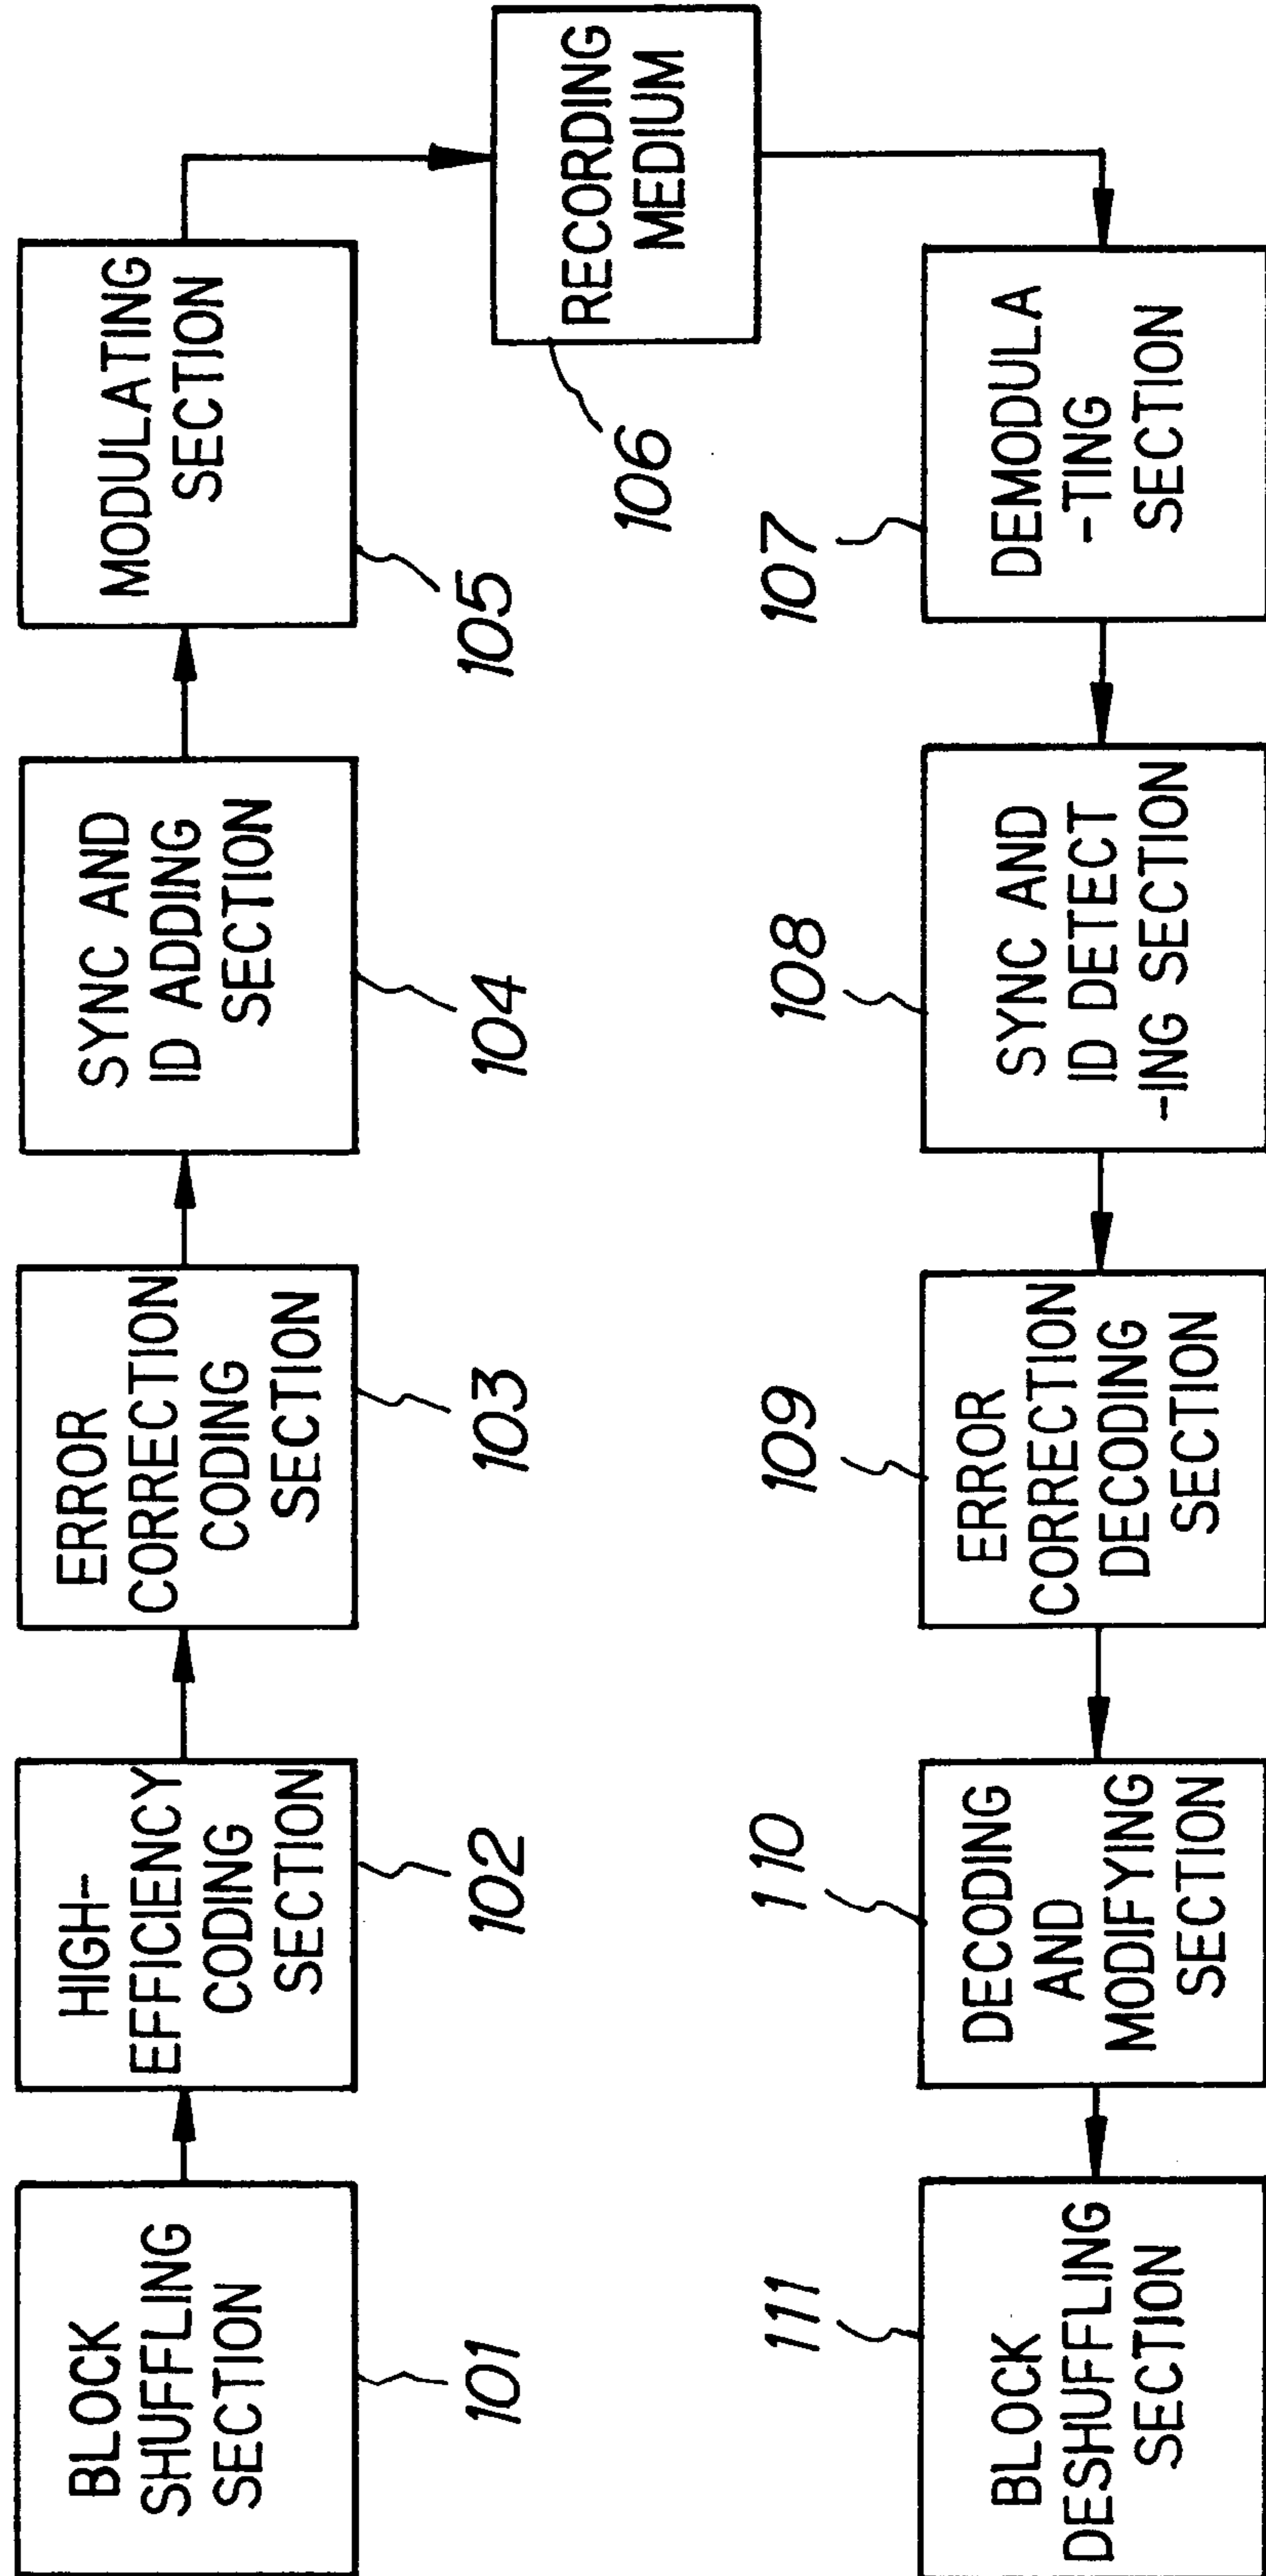 BLOCK
SHUFFLING
SECTION
101
HIGH-
EFFICIENCY
CODING
SECTION
102
ERROR
CORRECTION
CODING
SECTION
103
SYNC AND
ID ADDING
SECTION
104
MODULATING
SECTION
105
RECORDING
MEDIUM
106
DEMODULA
-TING
SECTION
107
SYNC AND
ID DETECT
-ING SECTION
108
ERROR
CORRECTION
DECODING
SECTION
109
DECODING
AND
MODIFYING
SECTION
110
BLOCK
DESHUFFLING
SECTION
111